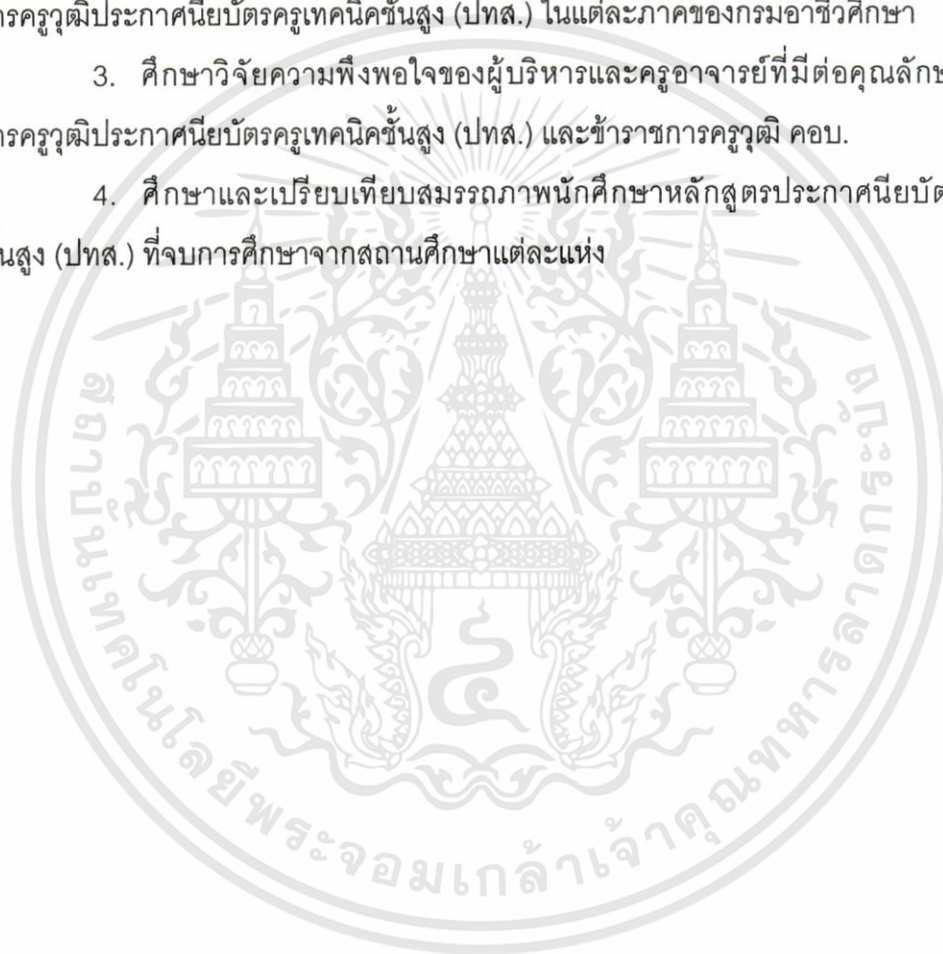 ารครูวุฒิประกาศนียบัตรครูเทคนิคชั้นสูง (ปทส.) ในแต่ละภาคของกรมอาชีวศึกษา
3. ศึกษาวิจัยความพึงพอใจของผู้บริหารและครูอาจารย์ที่มีต่อคุณลักษ
ารครูวุฒิประกาศนียบัตรครูเทคนิคชั้นสูง (ปทส.) และข้าราชการครูวุฒิ คอบ.
4. ศึกษาและเปรียบเทียบสมรรถภาพนักศึกษาหลักสูตรประกาศนียบัต
นสูง (ปทส.) ที่จบการศึกษาจากสถานศึกษาแต่ละแห่ง
สถาบันเทคโนโลยีพระจอมเกล้าเจ้าคุณทหารลาดกระบัง